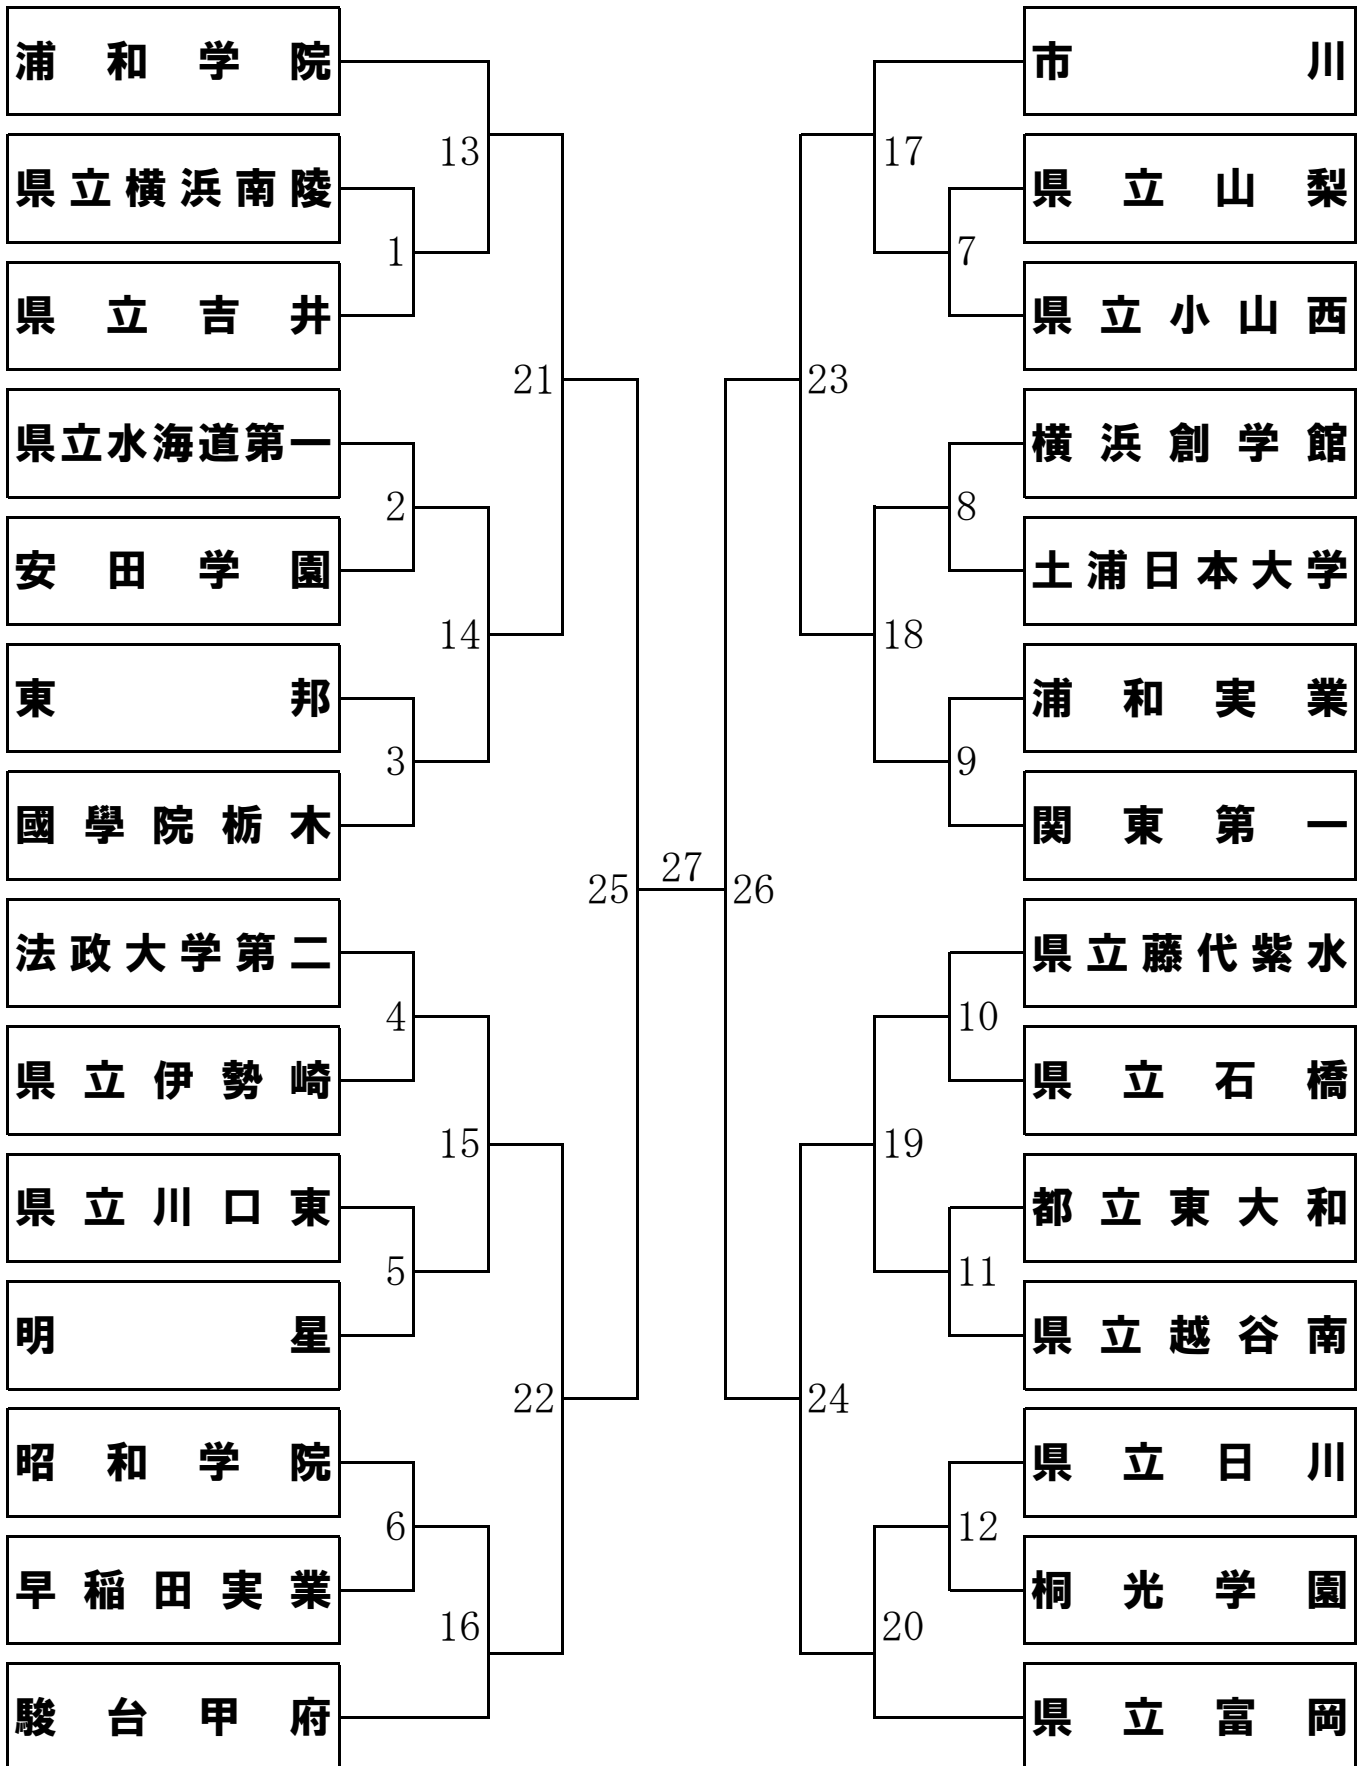 浦和学院
県立横浜南陵
県立吉井
県立水海道第一
安田学園
東邦
國學院栃木
法政大学第二
県立伊勢崎
県立川口東
明星
昭和学院
早稲田実業
駿台甲府
13
1
21
2
14
3
25
4
15
5
22
6
16
27
17
7
23
8
18
9
26
10
19
11
24
12
20
市川
県立山梨
県立小山西
横浜創学館
土浦日本大学
浦和実業
関東第一
県立藤代紫水
県立石橋
都立東大和
県立越谷南
県立日川
桐光学園
県立富岡